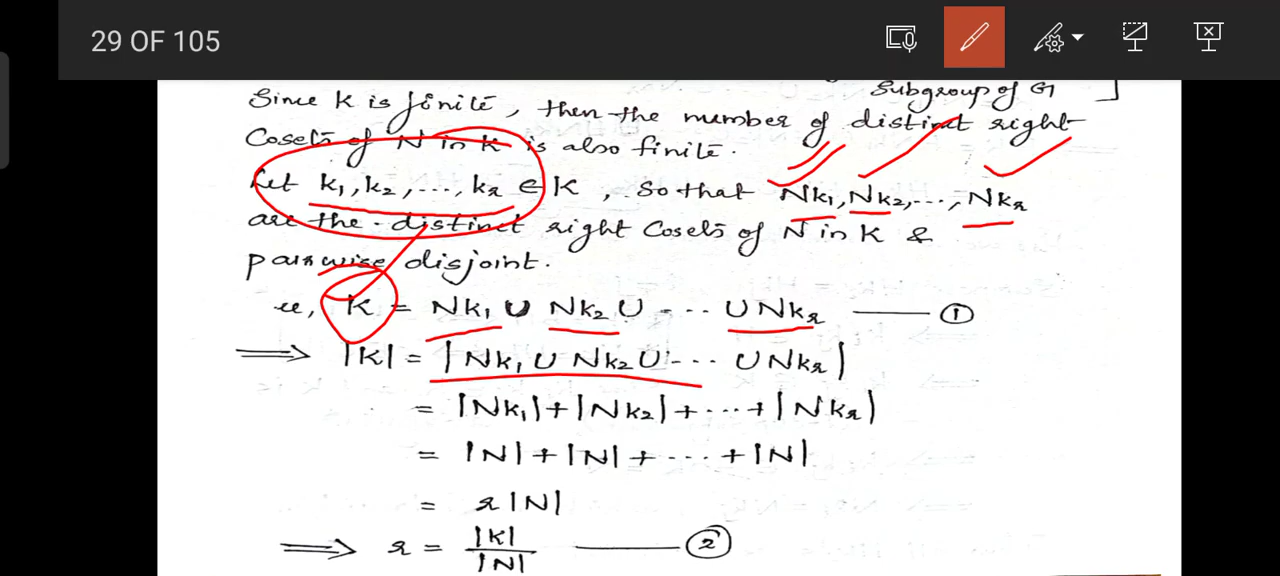 29 OF 105
Subgroup of G ]
Since K is finite, then the number of distinct right
Cosets of N in K is also finite.
Let k₁, k₂, ..., kᵣ ∈ K, So that Nk₁, Nk₂, ..., Nkᵣ
are the distinct right Cosets of N in K &
pairwise disjoint.
ie, K = Nk₁ ∪ Nk₂ ∪ --- ∪ Nkᵣ —— ①
⟹ |K| = |Nk₁ ∪ Nk₂ ∪ --- ∪ Nkᵣ|
= |Nk₁| + |Nk₂| + ... + |Nkᵣ|
= |N| + |N| + ... + |N|
= r|N|
⟹ r = |K|/|N| —— ②